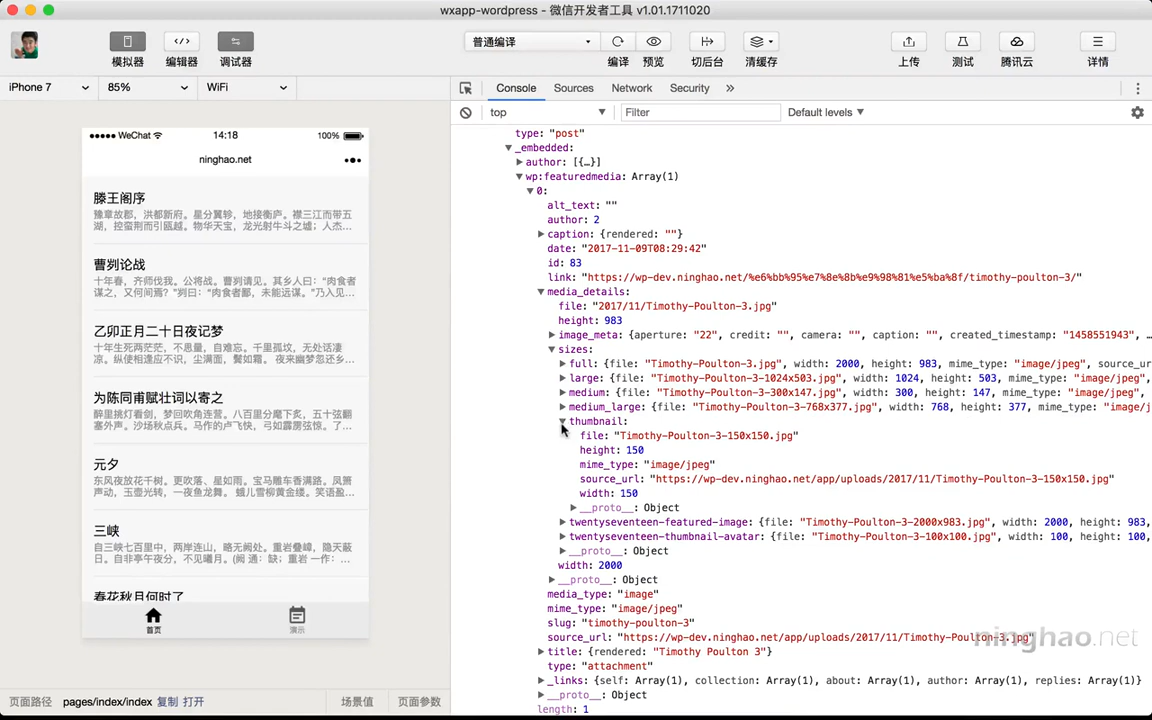 wxapp-wordpress - 微信开发者工具 v1.01.1711020
模拟器 编辑器 调试器 普通编译 编译 预览 切后台 清缓存 上传 测试 腾讯云 详情
iPhone 7 85% WiFi
Console Sources Network Security »
top Filter Default levels
WeChat 14:18 100%
ninghao.net
滕王阁序
豫章故郡，洪都新府。星分翼轸，地接衡庐。襟三江而带五
湖，控蛮荆而引瓯越。物华天宝，龙光射牛斗之墟；人杰…
曹刿论战
十年春，齐师伐我。公将战。曹刿请见。其乡人曰：“肉食者
谋之，又何间焉？”刿曰：“肉食者鄙，未能远谋。”乃入见…
乙卯正月二十日夜记梦
十年生死两茫茫，不思量，自难忘。千里孤坟，无处话凄
凉。纵使相逢应不识，尘满面，鬓如霜。 夜来幽梦忽还乡…
为陈同甫赋壮词以寄之
醉里挑灯看剑，梦回吹角连营。八百里分麾下炙，五十弦翻
塞外声。沙场秋点兵。马作的卢飞快，弓如霹雳弦惊。了…
元夕
东风夜放花千树。更吹落、星如雨。宝马雕车香满路。凤箫
声动，玉壶光转，一夜鱼龙舞。 蛾儿雪柳黄金缕。笑语盈…
三峡
自三峡七百里中，两岸连山，略无阙处。重岩叠嶂，隐天蔽
日。自非亭午夜分，不见曦月。(阙 通：缺；重岩 一作：…
春花秋月何时了
首页 演示
页面路径 pages/index/index 复制 打开 场景值 页面参数
type: "post"
_embedded:
author: [{…}]
wp:featuredmedia: Array(1)
0:
alt_text: ""
author: 2
caption: {rendered: ""}
date: "2017-11-09T08:29:42"
id: 83
link: "https://wp-dev.ninghao.net/%e6%bb%95%e7%8e%8b%e9%98%81%e5%ba%8f/timothy-poulton-3/"
media_details:
file: "2017/11/Timothy-Poulton-3.jpg"
height: 983
image_meta: {aperture: "22", credit: "", camera: "", caption: "", created_timestamp: "1458551943", …
sizes:
full: {file: "Timothy-Poulton-3.jpg", width: 2000, height: 983, mime_type: "image/jpeg", source_ur
large: {file: "Timothy-Poulton-3-1024x503.jpg", width: 1024, height: 503, mime_type: "image/jpeg",
medium: {file: "Timothy-Poulton-3-300x147.jpg", width: 300, height: 147, mime_type: "image/jpeg",
medium_large: {file: "Timothy-Poulton-3-768x377.jpg", width: 768, height: 377, mime_type: "image/j
thumbnail:
file: "Timothy-Poulton-3-150x150.jpg"
height: 150
mime_type: "image/jpeg"
source_url: "https://wp-dev.ninghao.net/app/uploads/2017/11/Timothy-Poulton-3-150x150.jpg"
width: 150
__proto__: Object
twentyseventeen-featured-image: {file: "Timothy-Poulton-3-2000x983.jpg", width: 2000, height: 983,
twentyseventeen-thumbnail-avatar: {file: "Timothy-Poulton-3-100x100.jpg", width: 100, height: 100,
__proto__: Object
width: 2000
__proto__: Object
media_type: "image"
mime_type: "image/jpeg"
slug: "timothy-poulton-3"
source_url: "https://wp-dev.ninghao.net/app/uploads/2017/11/Timothy-Poulton-3.jpg"
title: {rendered: "Timothy Poulton 3"}
type: "attachment"
_links: {self: Array(1), collection: Array(1), about: Array(1), author: Array(1), replies: Array(1)}
__proto__: Object
length: 1
ninghao.net